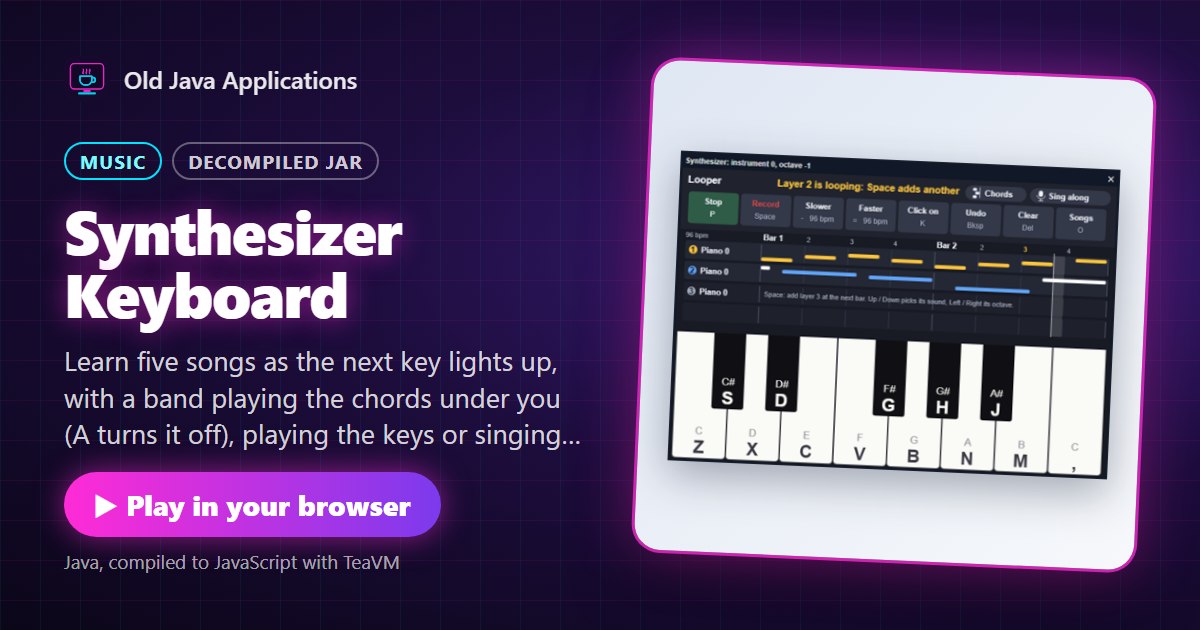 Old Java Applications
MUSIC
DECOMPILED JAR
Synthesizer
Keyboard
Learn five songs as the next key lights up,
with a band playing the chords under you
(A turns it off), playing the keys or singing...
▶ Play in your browser
Java, compiled to JavaScript with TeaVM
Synthesizer: instrument 0, octave -1
×
Looper
Layer 2 is looping: Space adds another
Chords
Sing along
Stop
P
Record
Space
Slower
- 96 bpm
Faster
= 96 bpm
Click on
K
Undo
Bksp
Clear
Del
Songs
O
96 bpm
Bar 1 2 3 4 Bar 2 2 3 4
1 Piano 0
2 Piano 0
3 Piano 0
Space: add layer 3 at the next bar. Up / Down picks its sound, Left / Right its octave.
C# D# F# G# A#
S D G H J
C D E F G A B C
Z X C V B N M ,